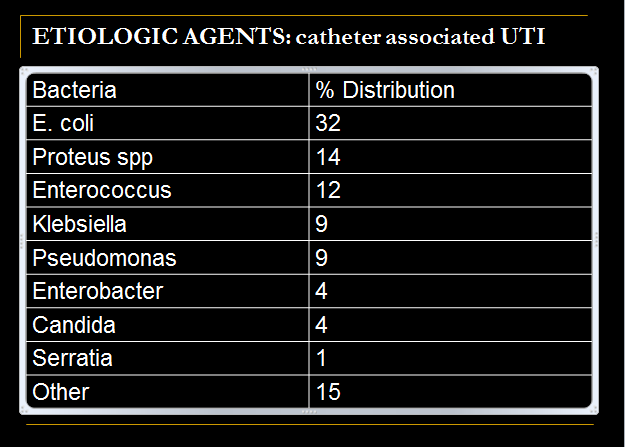 ETIOLOGIC AGENTS: catheter associated UTI
Bacteria % Distribution
E. coli 32
Proteus spp 14
Enterococcus 12
Klebsiella 9
Pseudomonas 9
Enterobacter 4
Candida 4
Serratia 1
Other 15